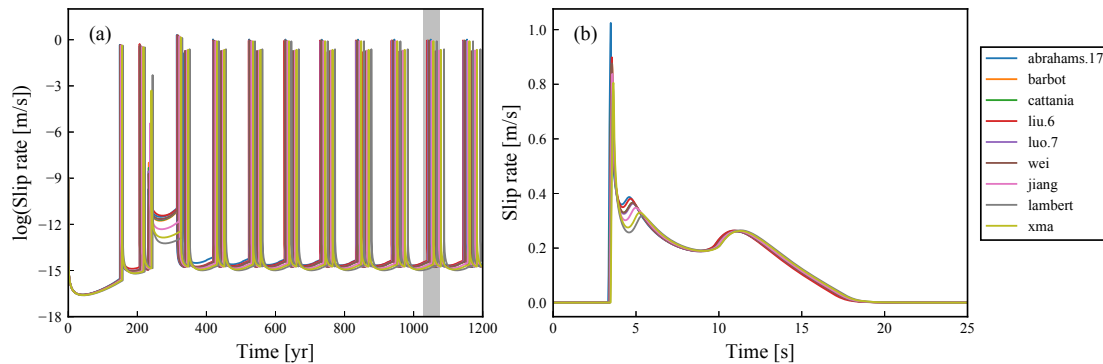 (a)
log(Slip rate [m/s])
0
−3
−6
−9
−12
−15
−18
0
200
400
600
800
1000
1200
Time [yr]
(b)
Slip rate [m/s]
1.0
0.8
0.6
0.4
0.2
0.0
0
5
10
15
20
25
Time [s]
abrahams.17
barbot
cattania
liu.6
luo.7
wei
jiang
lambert
xma